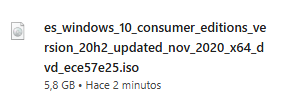 es_windows_10_consumer_editions_ve
rsion_20h2_updated_nov_2020_x64_d
vd_ece57e25.iso
5,8 GB • Hace 2 minutos